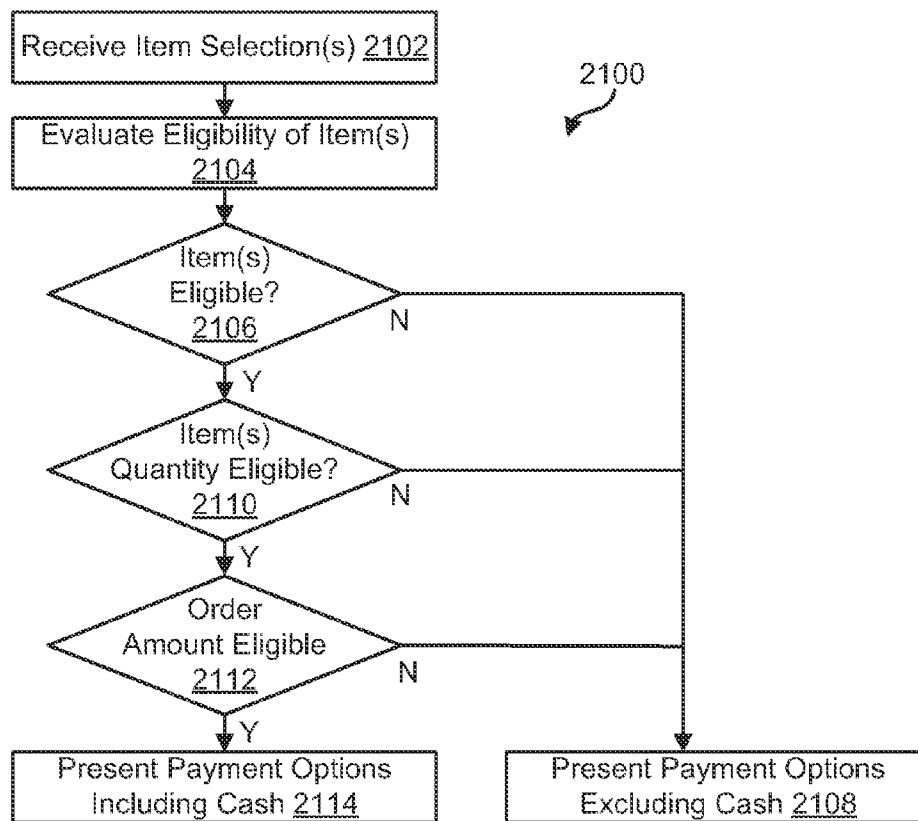 Receive Item Selection(s) 2102
2100
Evaluate Eligibility of Item(s)
2104
Item(s)
Eligible?
2106
N
Y
Item(s)
Quantity Eligible?
2110
N
Y
Order
Amount Eligible
2112
N
Y
Present Payment Options
Including Cash 2114
Present Payment Options
Excluding Cash 2108